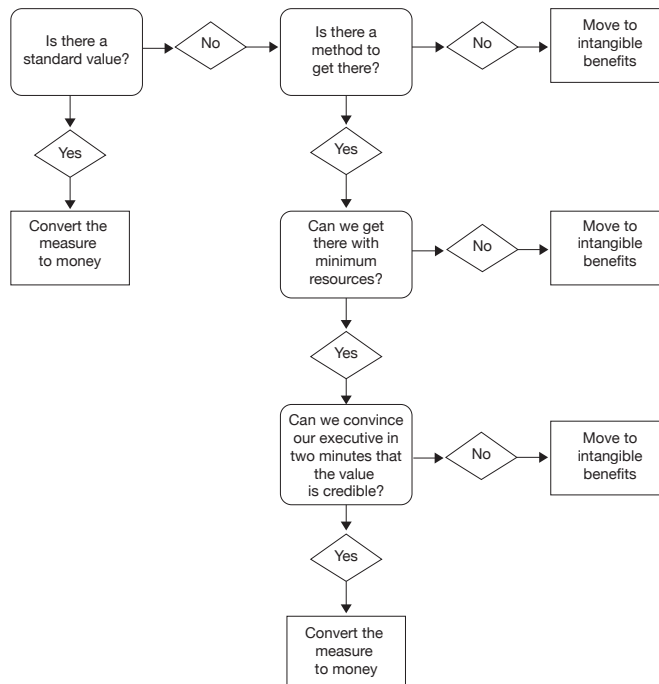 Is there a
standard value?
No
Is there a
method to
get there?
No
Move to
intangible
benefits
Yes
Yes
Convert the
measure
to money
Can we get
there with
minimum
resources?
No
Move to
intangible
benefits
Yes
Can we convince
our executive in
two minutes that
the value
is credible?
No
Move to
intangible
benefits
Yes
Convert the
measure
to money